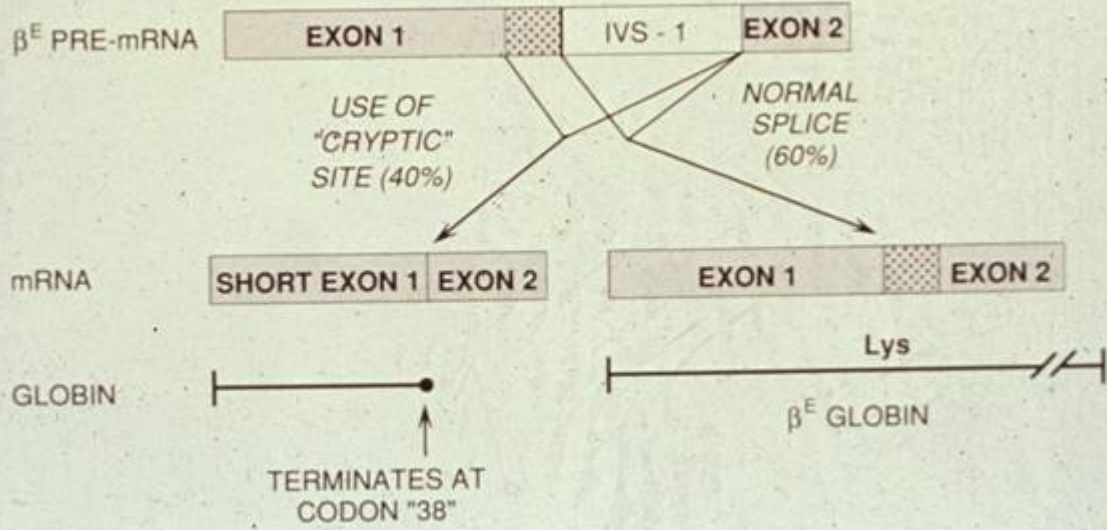 β^E PRE-mRNA
EXON 1
IVS - 1
EXON 2
USE OF
"CRYPTIC"
SITE (40%)
NORMAL
SPLICE
(60%)
mRNA
SHORT EXON 1
EXON 2
EXON 1
EXON 2
GLOBIN
Lys
β^E GLOBIN
TERMINATES AT
CODON "38"